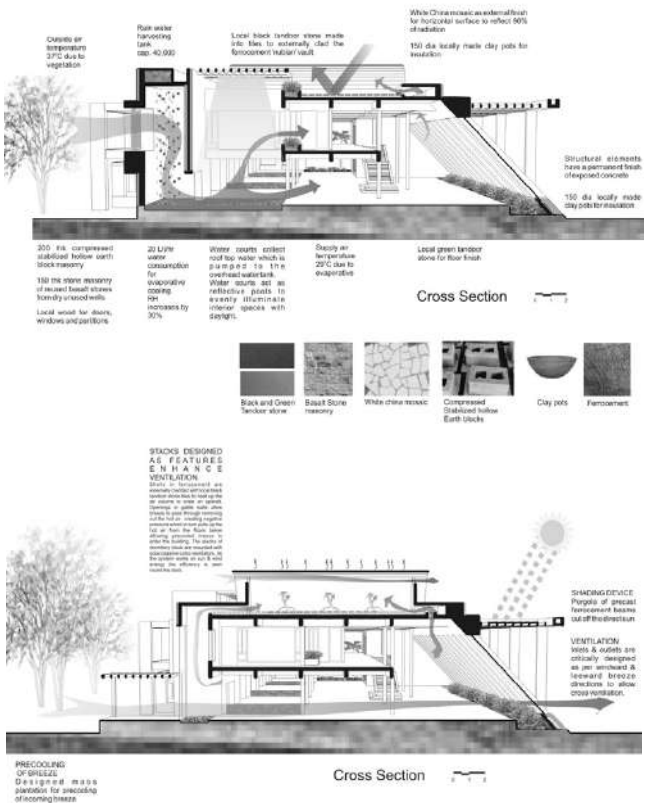 Outside air
temperature
37°C due to
vegetation
Rain water
harvesting
tank
cap. 40,000
Local black tandoor stone made
into tiles to externally clad the
ferrocement 'nubian' vault
White China mosaic as external finish
for horizontal surface to reflect
of radiation
150 dia locally made clay pots for
insulation
Structural elements
have a permanent finish
of exposed concrete
150 dia locally made
clay pots for insulation
200 thk compressed
stabilized hollow earth
block masonry
150 thk stone masonry
of reused basalt stones
from dry unused wells
Local wood for doors,
windows and partitions
20 Litre
water
consumption
for
evaporative
cooling.
RH
increases by
30%
Water courts collect
roof top water which is
pumped to the
overhead watertank.
Water courts act as
reflective pools to
evenly illuminate
interior spaces with
daylight.
Supply air
temperature
29°C due to
evaporative
Local green tandoor
stone for floor finish
Cross Section
Black and Green
Tandoor stone
Basalt Stone
masonry
White china mosaic
Compressed
Stabilized hollow
Earth blocks
Clay pots
Ferrocement
STACKS DESIGNED
AS FEATURES
ENHANCE
VENTILATION
SHADING DEVICE
Pergola of precast
ferrocement beams
cut off the direct sun
VENTILATION
Inlets & outlets are
critically designed
as per windward &
leeward breeze
directions to allow
cross ventilation.
PRECOOLING
OF BREEZE
Designed mass
plantation for precooling
of incoming breeze
Cross Section